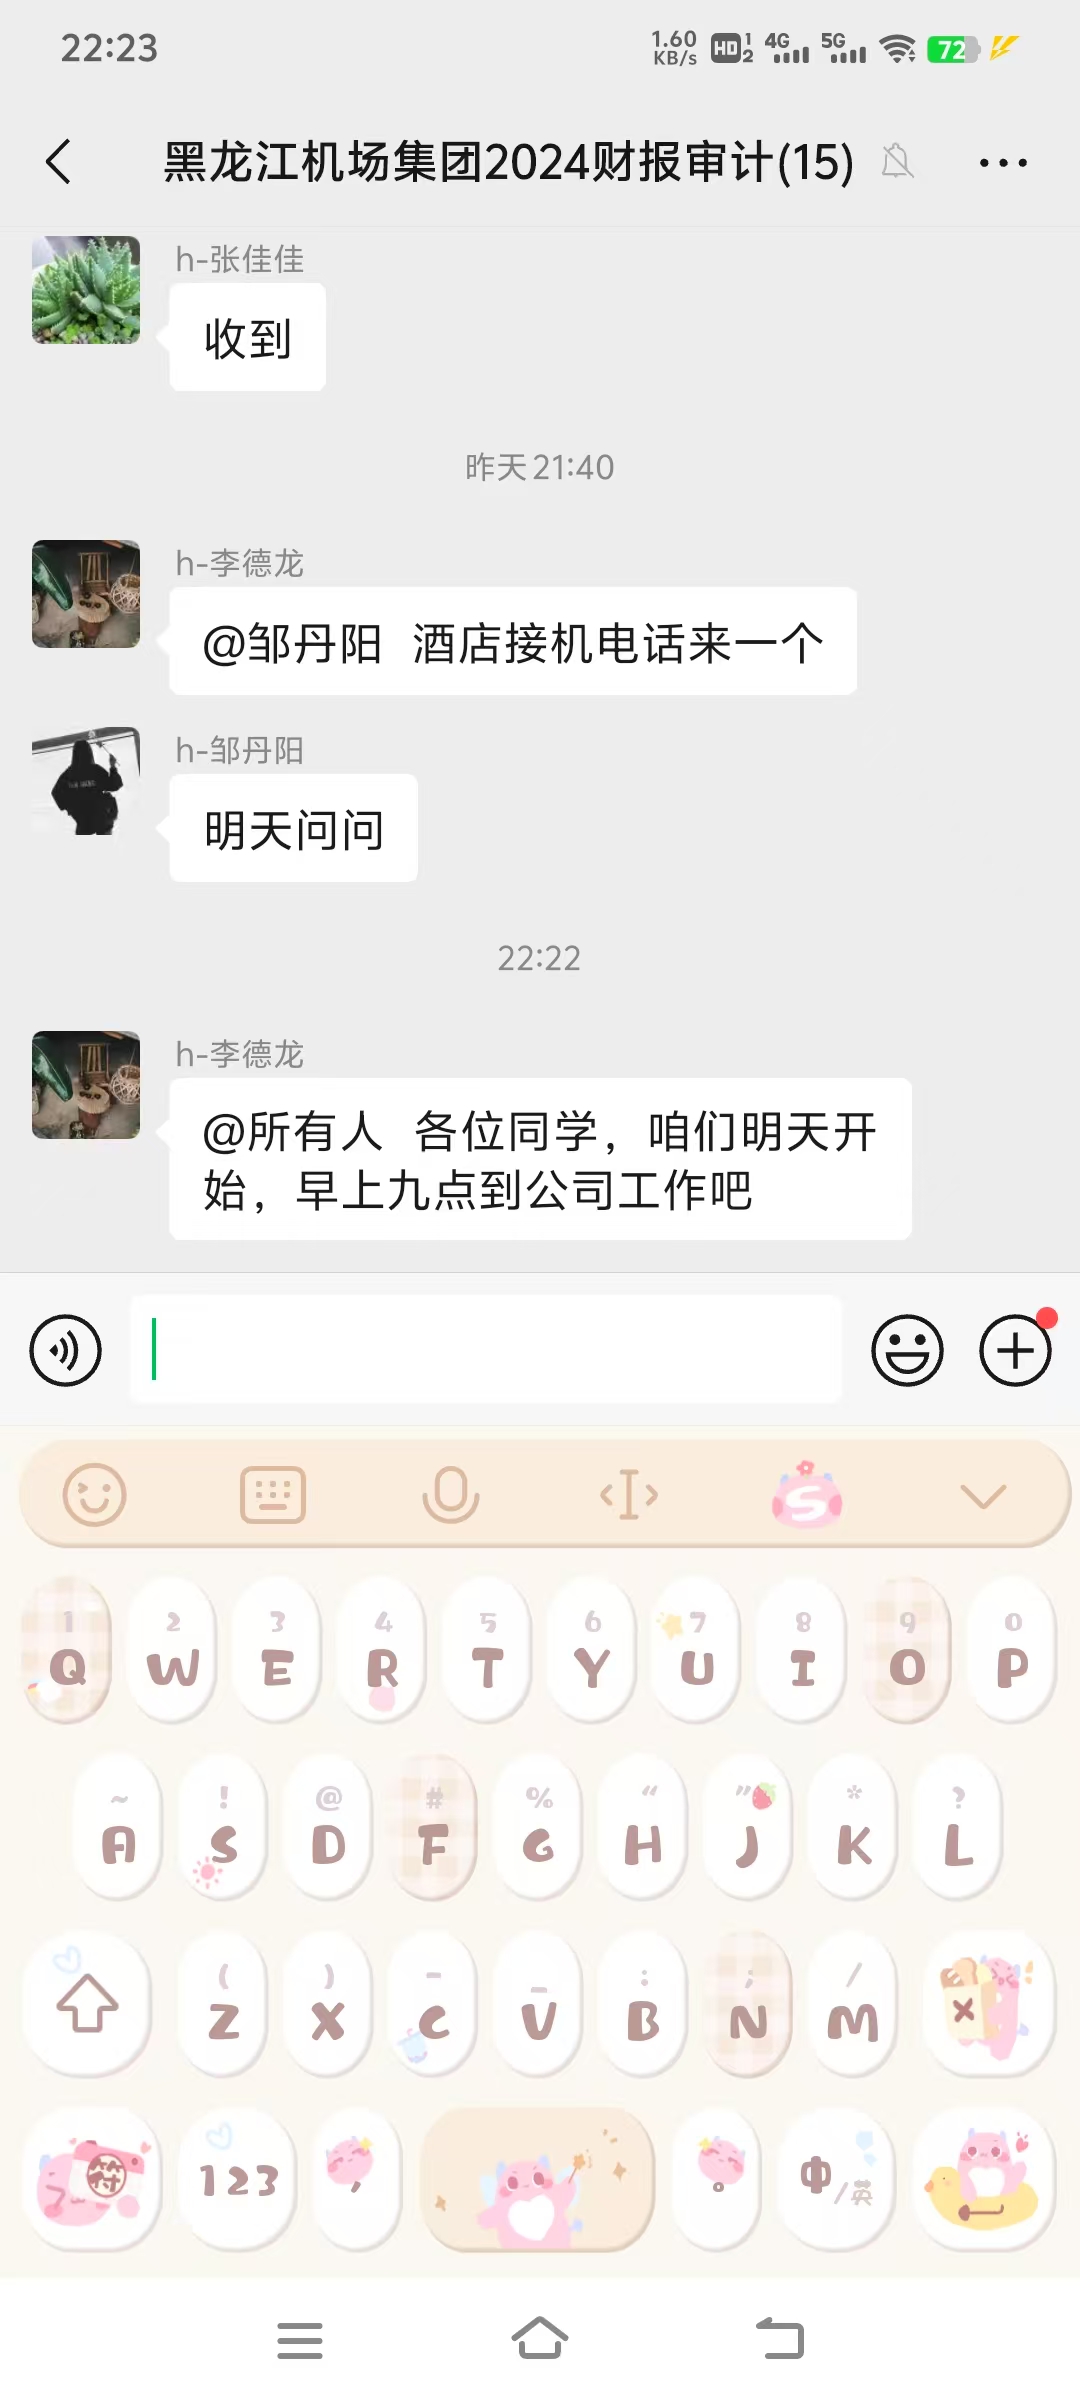 22:23
1.60 KB/s HD 1 2 4G 5G 72
黑龙江机场集团2024财报审计(15)
h-张佳佳
收到
昨天 21:40
h-李德龙
@邹丹阳 酒店接机电话来一个
h-邹丹阳
明天问问
22:22
h-李德龙
@所有人 各位同学，咱们明天开
始，早上九点到公司工作吧
S
1 2 3 4 5 6 7 8 9 0
Q W E R T Y U I O P
~ ! @ # % “ ” * ?
A S D F G H J K L
( ) - _ : ; /
Z X C V B N M
符 123 , 。 中/英